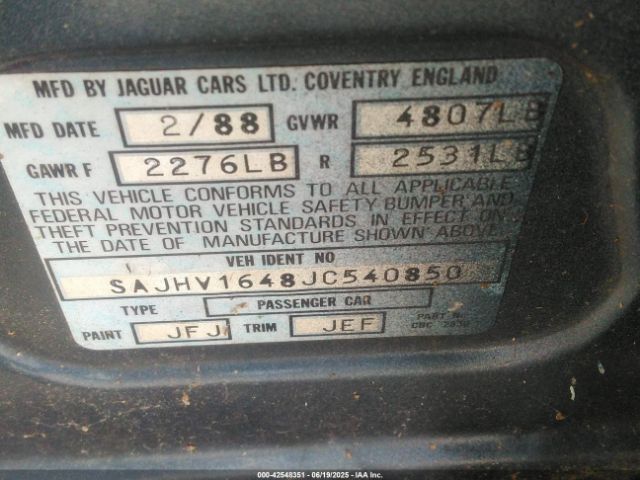 MFD BY JAGUAR CARS LTD. COVENTRY ENGLAND
MFD DATE 2/88 GVWR 4807LB
GAWR F 2276LB R 2531LB
THIS VEHICLE CONFORMS TO ALL APPLICABLE
FEDERAL MOTOR VEHICLE SAFETY BUMPER AND
THEFT PREVENTION STANDARDS IN EFFECT ON
THE DATE OF MANUFACTURE SHOWN ABOVE
VEH IDENT NO
SAJHV1648JC540850
TYPE PASSENGER CAR
PAINT JFJ TRIM JEF PART No
CBC
000-42548351 - 06/19/2025 - IAA Inc.